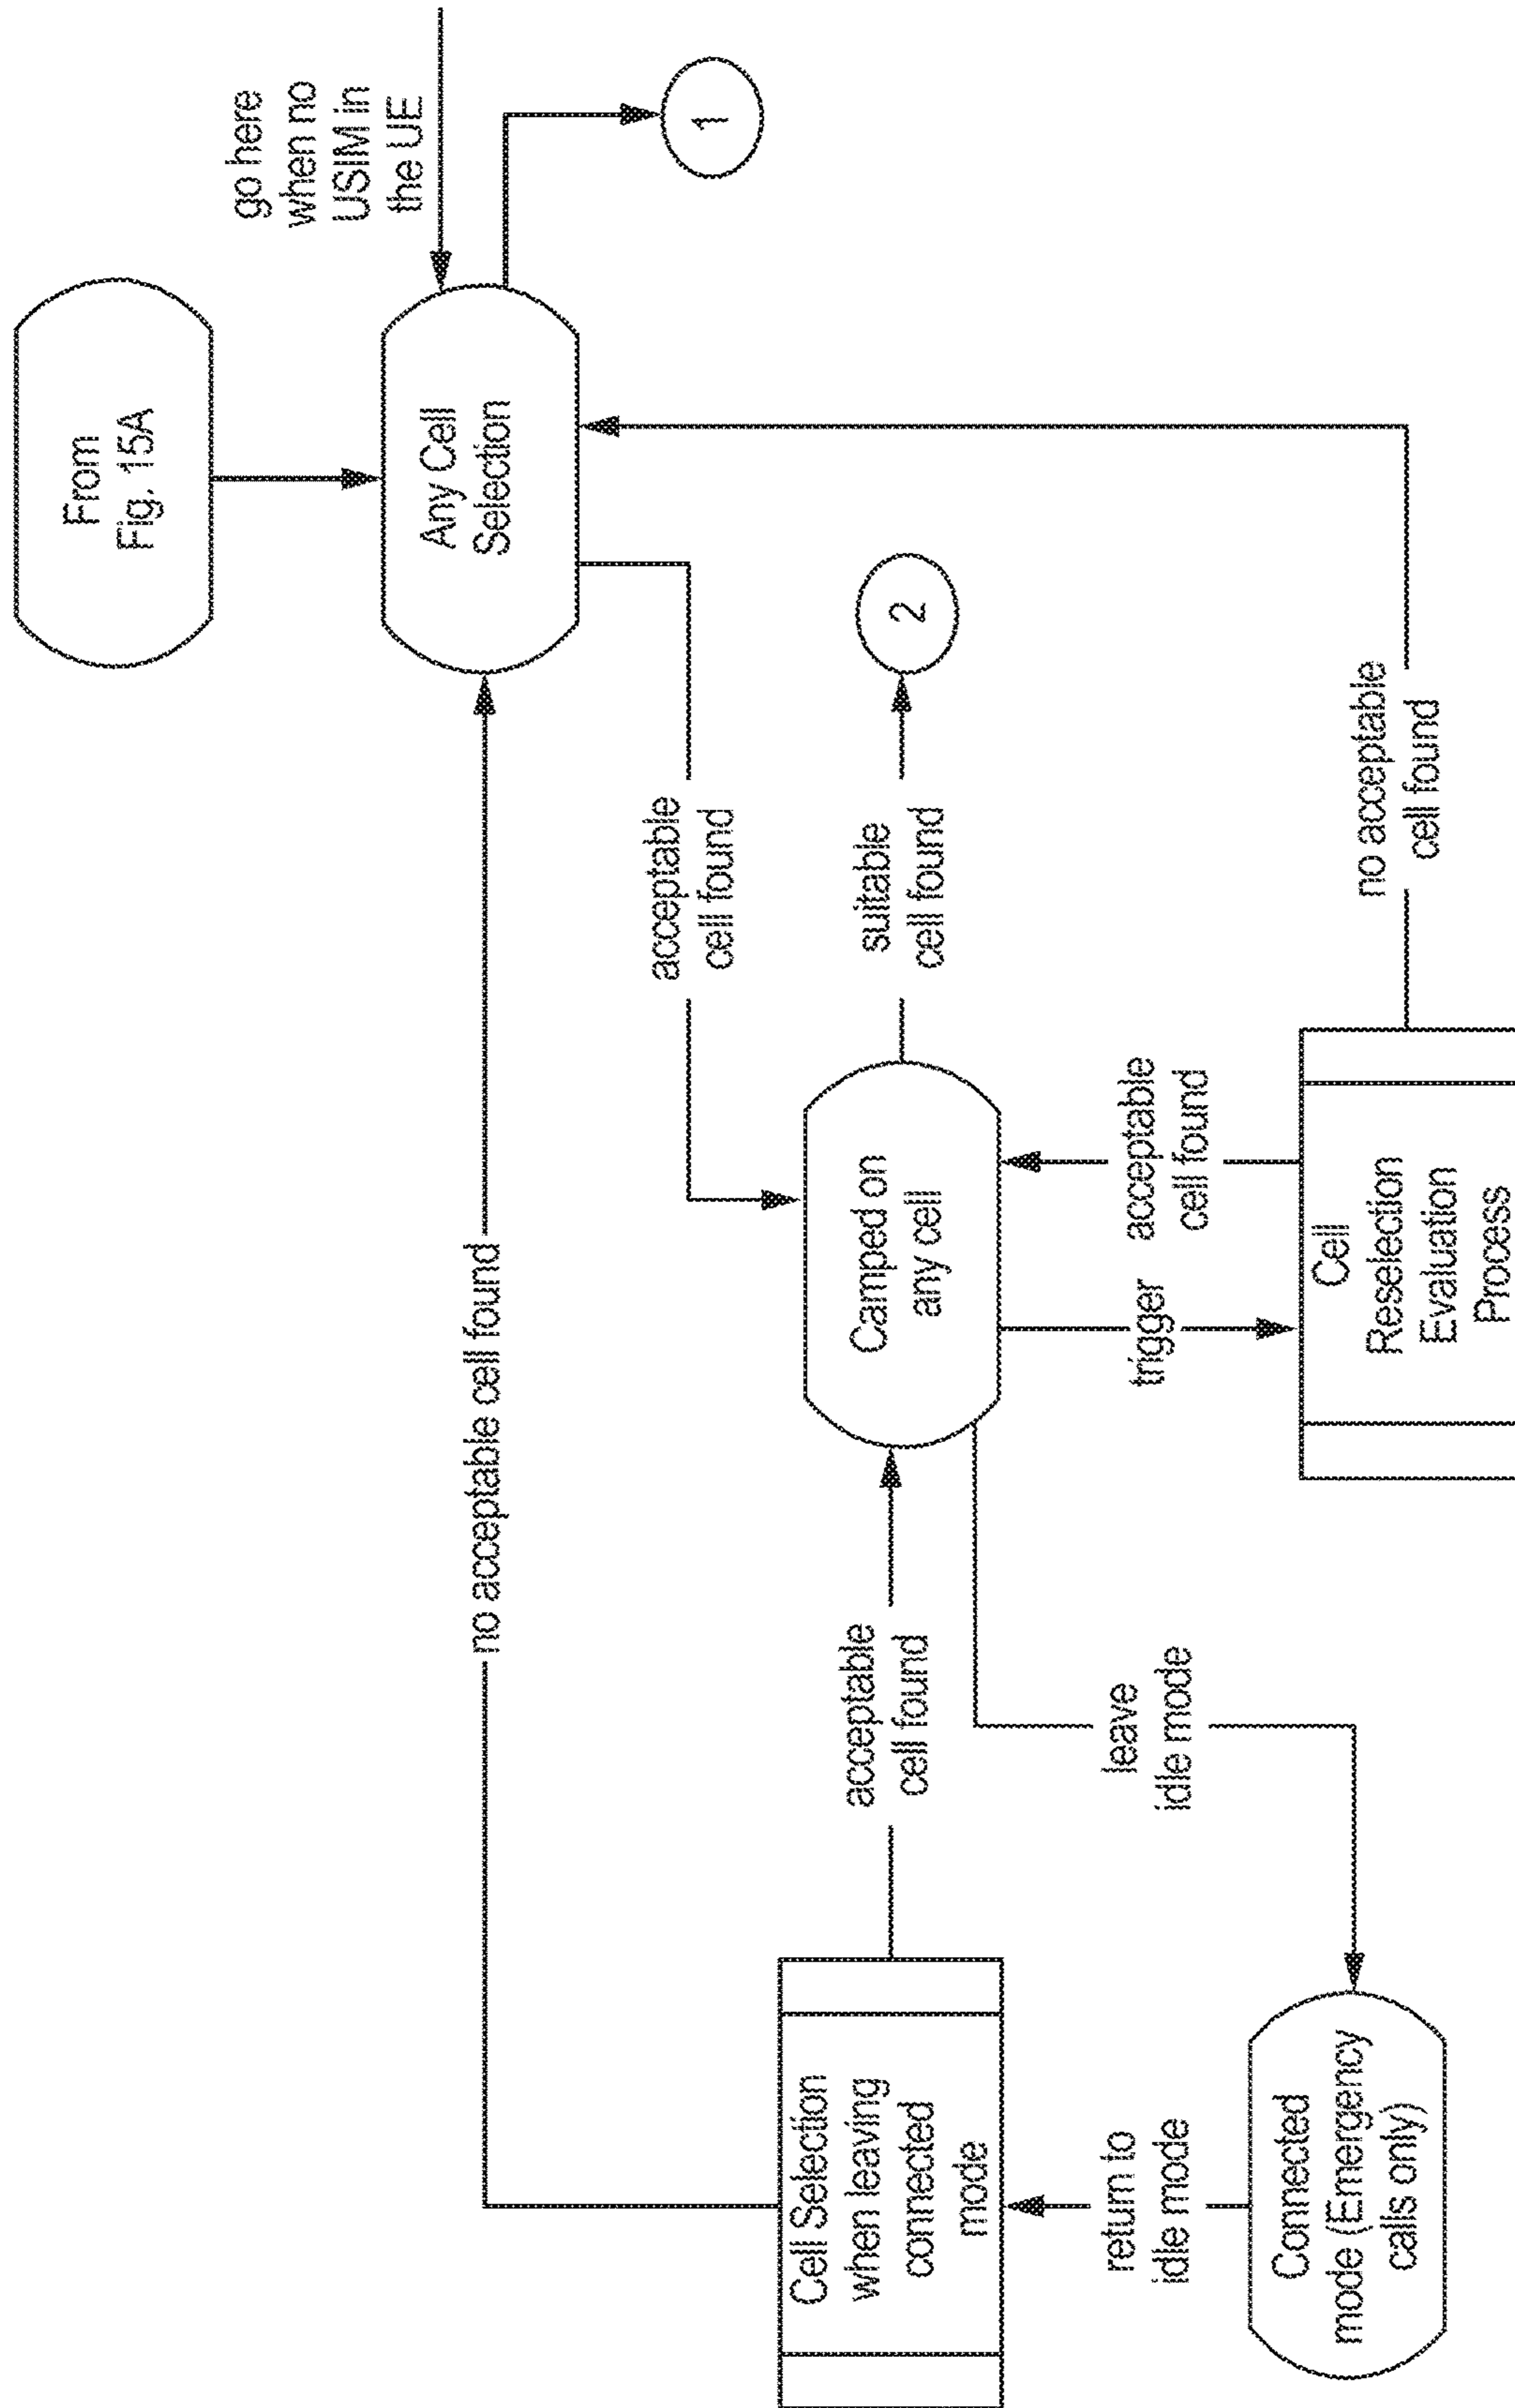 From
Fig. 15A
go here
when no
USIM in
the UE
Any Cell
Selection
1
no acceptable cell found
acceptable
cell found
Cell Selection
when leaving
connected
mode
acceptable
cell found
Camped on
any cell
suitable
cell found
2
return to
idle mode
leave
idle mode
trigger
acceptable
cell found
no acceptable
cell found
Connected
mode (Emergency
calls only)
Cell
Reselection
Evaluation
Process